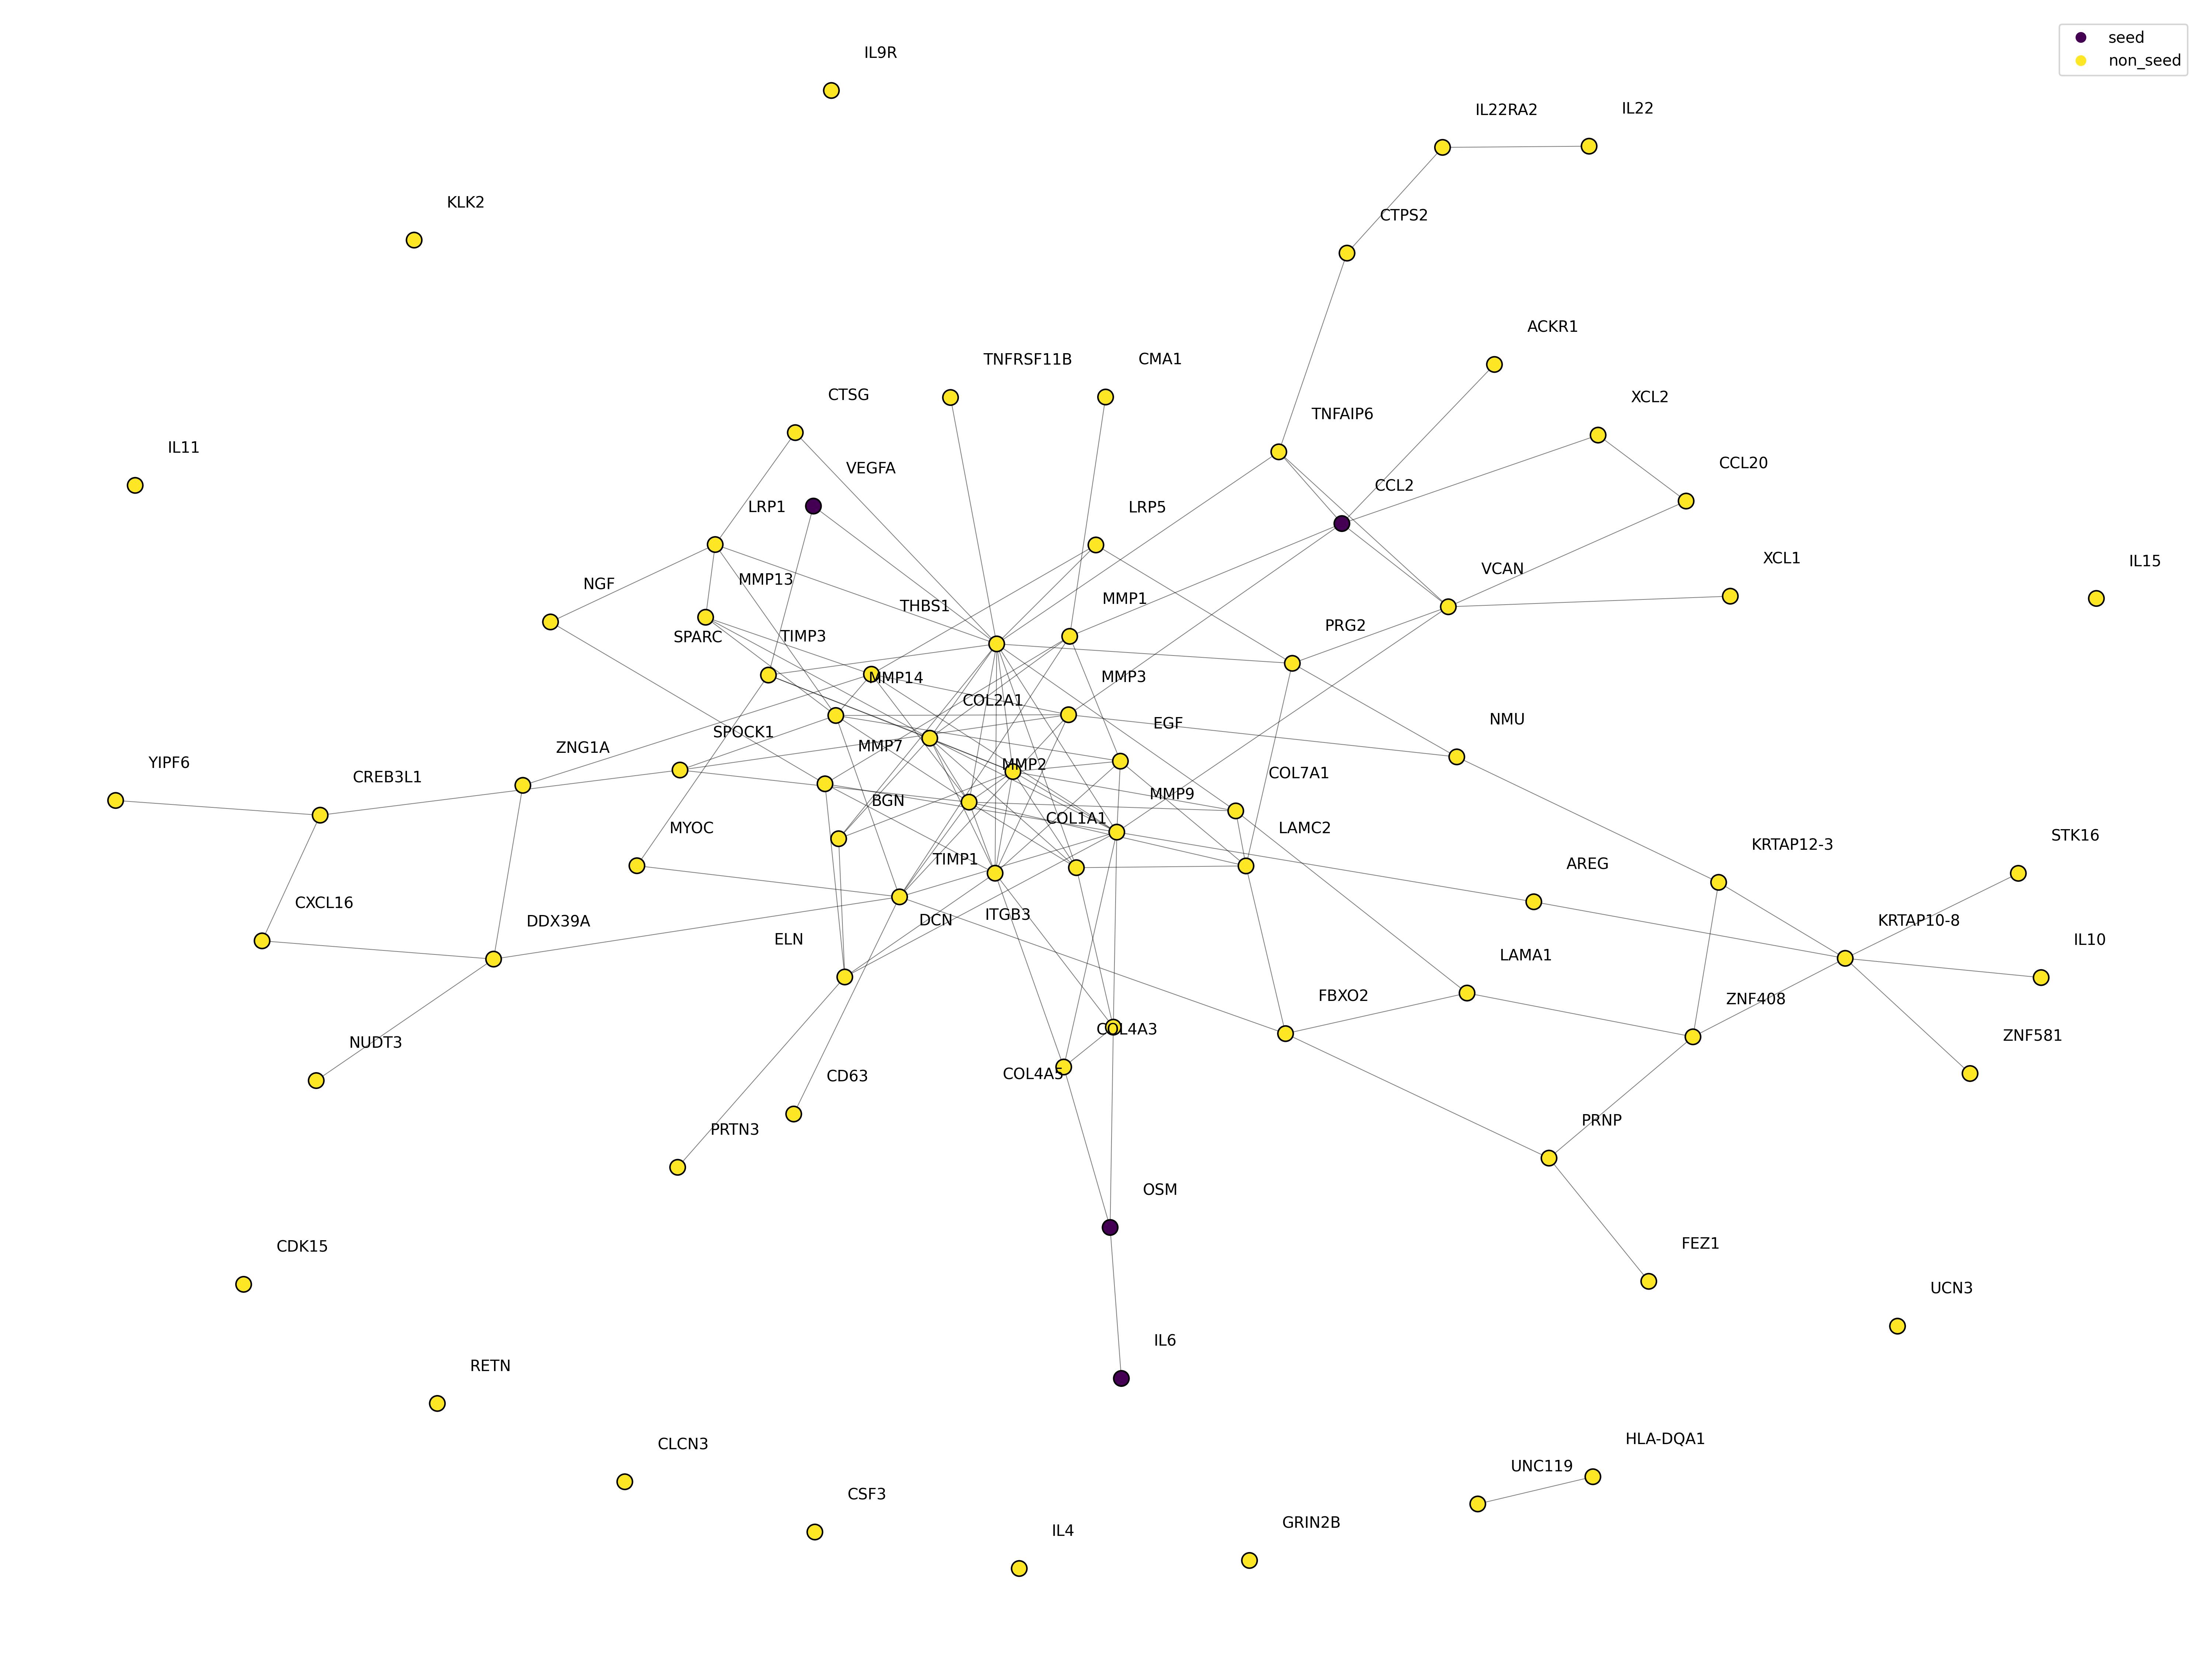 IL9R
seed
non_seed
IL22RA2
IL22
KLK2
CTPS2
ACKR1
TNFRSF11B
CMA1
CTSG
XCL2
TNFAIP6
IL11
VEGFA
CCL20
CCL2
LRP1
LRP5
XCL1
IL15
VCAN
MMP13
NGF
THBS1
MMP1
PRG2
SPARC
TIMP3
MMP14
MMP3
COL2A1
EGF
NMU
SPOCK1
ZNG1A
MMP7
YIPF6
MMP2
CREB3L1
COL7A1
MMP9
BGN
COL1A1
MYOC
LAMC2
STK16
KRTAP12-3
TIMP1
AREG
CXCL16
DDX39A
DCN
ITGB3
KRTAP10-8
ELN
IL10
LAMA1
FBXO2
ZNF408
COL4A3
ZNF581
NUDT3
COL4A5
CD63
PRNP
PRTN3
OSM
FEZ1
CDK15
UCN3
IL6
RETN
HLA-DQA1
CLCN3
UNC119
CSF3
GRIN2B
IL4